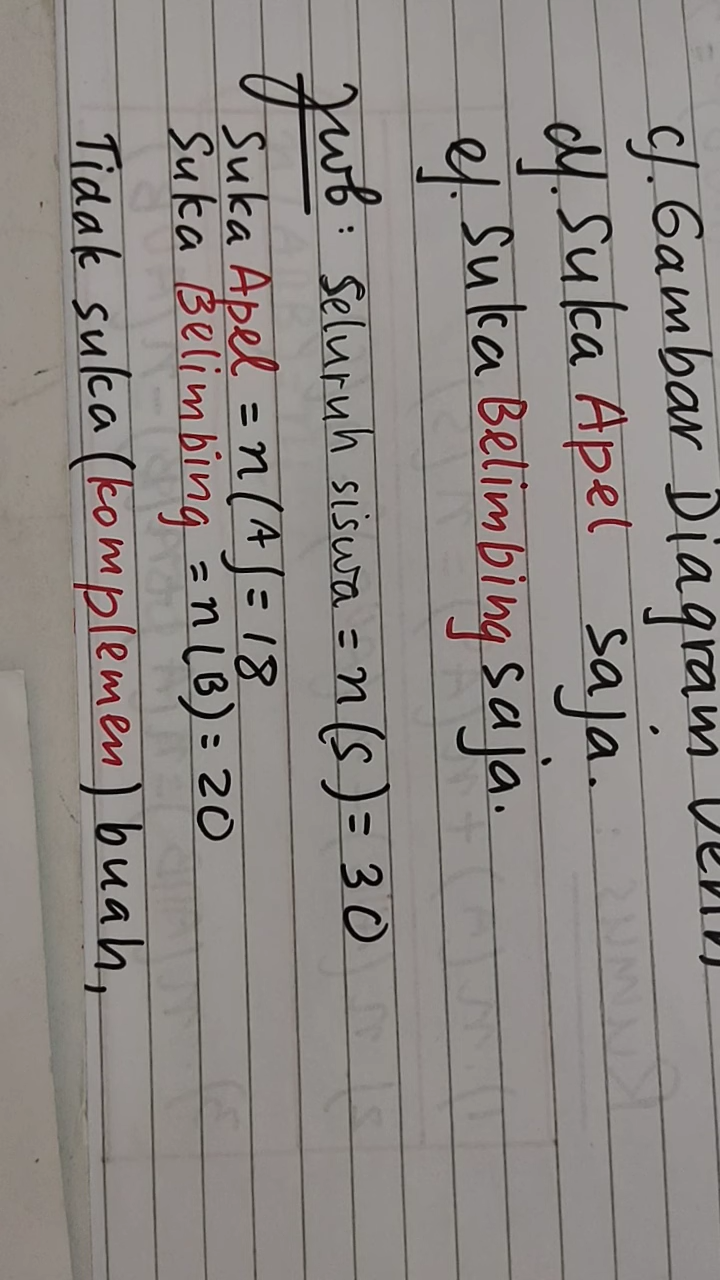 c). Gambar Diagram Venn
d). Suka Apel saja.
e). Suka Belimbing saja.
Jwb: Seluruh siswa = n(S) = 30
Suka Apel = n(A) = 18
Suka Belimbing = n(B) = 20
Tidak suka (komplemen) buah,